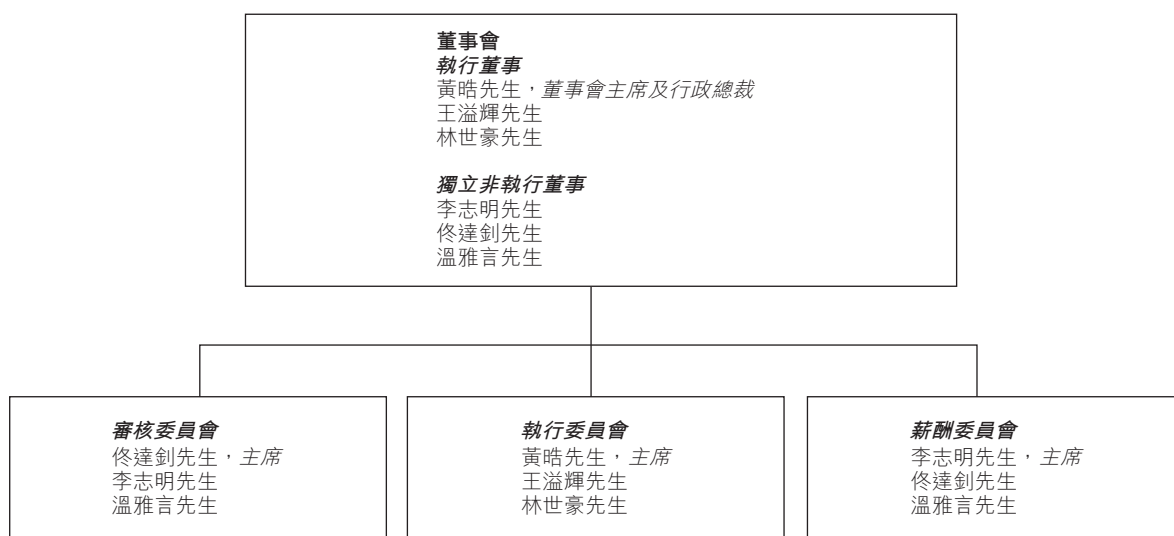 董事會
執行董事
黃晧先生，董事會主席及行政總裁
王溢輝先生
林世豪先生
獨立非執行董事
李志明先生
佟達釗先生
溫雅言先生
審核委員會
佟達釗先生，主席
李志明先生
溫雅言先生
執行委員會
黃晧先生，主席
王溢輝先生
林世豪先生
薪酬委員會
李志明先生，主席
佟達釗先生
溫雅言先生